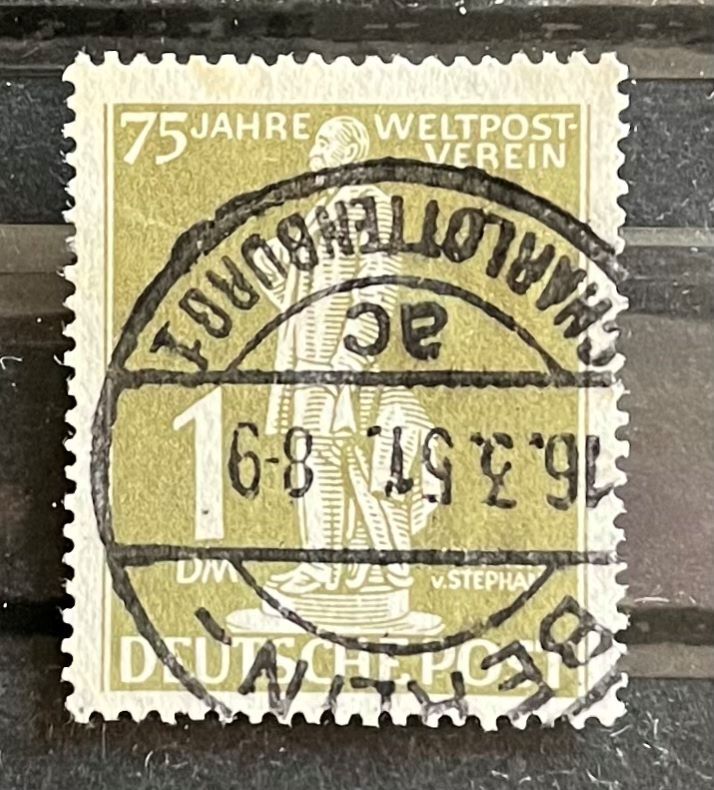 75 JAHRE WELTPOST-
VEREIN
1
DM
v. STEPHAN
DEUTSCHE POST
BERLIN-
16.3.51. 8-9
ac
CHARLOTTENBURG 1